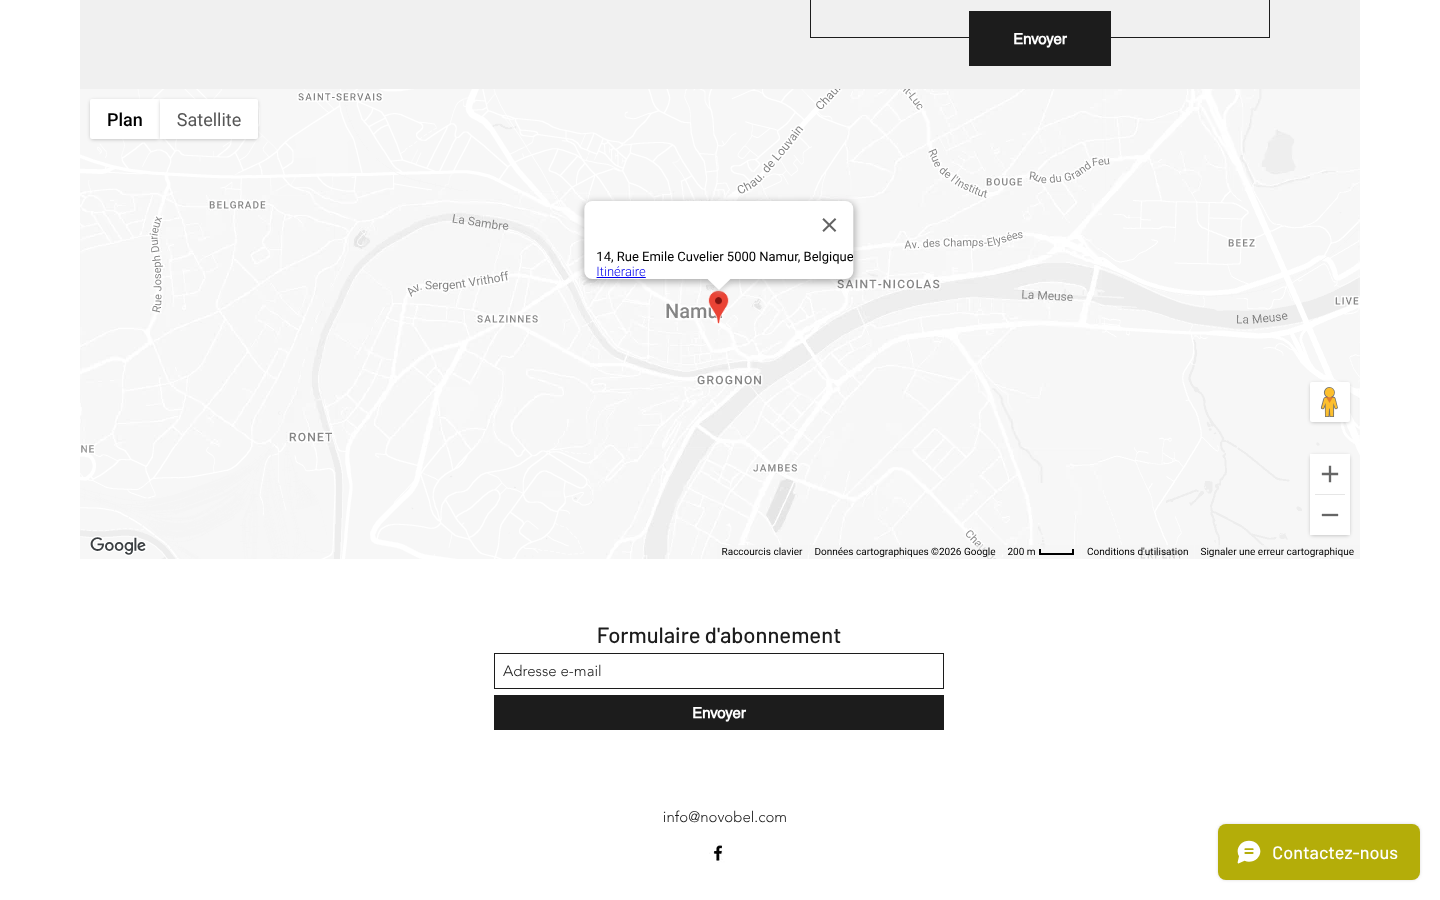 Envoyer
Plan
Satellite
SAINT-SERVAIS
Chau.
Chau. de Louvain
Rue de l'Institut
BOUGE
Rue du Grand Feu
BELGRADE
La Sambre
Rue Joseph Durieux
Av. des Champs-Elysées
BEEZ
14, Rue Emile Cuvelier 5000 Namur, Belgique
Itinéraire
Av. Sergent Vrithoff
SAINT-NICOLAS
La Meuse
LIVE
La Meuse
SALZINNES
GROGNON
RONET
JAMBES
Google
Raccourcis clavier
Données cartographiques ©2026 Google
200 m
Conditions d'utilisation
Signaler une erreur cartographique
Formulaire d'abonnement
Adresse e-mail
Envoyer
info@novobel.com
Contactez-nous